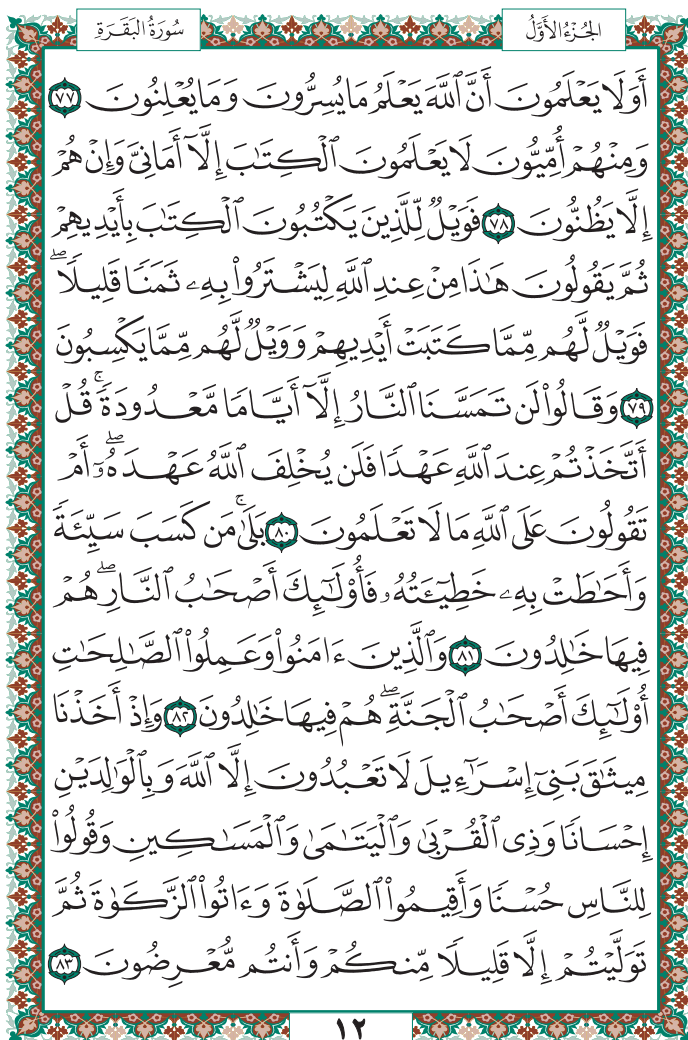 سُورَةُ البَقَرَةِ الجُزْءُ الأَوَّلُ
أَوَلَا يَعْلَمُونَ أَنَّ ٱللَّهَ يَعْلَمُ مَا يُسِرُّونَ وَمَا يُعْلِنُونَ ٧٧
وَمِنْهُمْ أُمِّيُّونَ لَا يَعْلَمُونَ ٱلْكِتَٰبَ إِلَّآ أَمَانِىَّ وَإِنْ هُمْ
إِلَّا يَظُنُّونَ ٧٨ فَوَيْلٌ لِّلَّذِينَ يَكْتُبُونَ ٱلْكِتَٰبَ بِأَيْدِيهِمْ
ثُمَّ يَقُولُونَ هَٰذَا مِنْ عِندِ ٱللَّهِ لِيَشْتَرُوا۟ بِهِۦ ثَمَنًا قَلِيلًا ۖ
فَوَيْلٌ لَّهُم مِّمَّا كَتَبَتْ أَيْدِيهِمْ وَوَيْلٌ لَّهُم مِّمَّا يَكْسِبُونَ
٧٩ وَقَالُوا۟ لَن تَمَسَّنَا ٱلنَّارُ إِلَّآ أَيَّامًا مَّعْدُودَةً ۚ قُلْ
أَتَّخَذْتُمْ عِندَ ٱللَّهِ عَهْدًا فَلَن يُخْلِفَ ٱللَّهُ عَهْدَهُۥٓ ۖ أَمْ
تَقُولُونَ عَلَى ٱللَّهِ مَا لَا تَعْلَمُونَ ٨٠ بَلَىٰ ۚ مَن كَسَبَ سَيِّئَةً
وَأَحَٰطَتْ بِهِۦ خَطِيٓـَٔتُهُۥ فَأُو۟لَٰٓئِكَ أَصْحَٰبُ ٱلنَّارِ ۖ هُمْ
فِيهَا خَٰلِدُونَ ٨١ وَٱلَّذِينَ ءَامَنُوا۟ وَعَمِلُوا۟ ٱلصَّٰلِحَٰتِ
أُو۟لَٰٓئِكَ أَصْحَٰبُ ٱلْجَنَّةِ ۖ هُمْ فِيهَا خَٰلِدُونَ ٨٢ وَإِذْ أَخَذْنَا
مِيثَٰقَ بَنِىٓ إِسْرَٰٓءِيلَ لَا تَعْبُدُونَ إِلَّا ٱللَّهَ وَبِٱلْوَٰلِدَيْنِ
إِحْسَانًا وَذِى ٱلْقُرْبَىٰ وَٱلْيَتَٰمَىٰ وَٱلْمَسَٰكِينِ وَقُولُوا۟
لِلنَّاسِ حُسْنًا وَأَقِيمُوا۟ ٱلصَّلَوٰةَ وَءَاتُوا۟ ٱلزَّكَوٰةَ ثُمَّ
تَوَلَّيْتُمْ إِلَّا قَلِيلًا مِّنكُمْ وَأَنتُم مُّعْرِضُونَ ٨٣
١٢